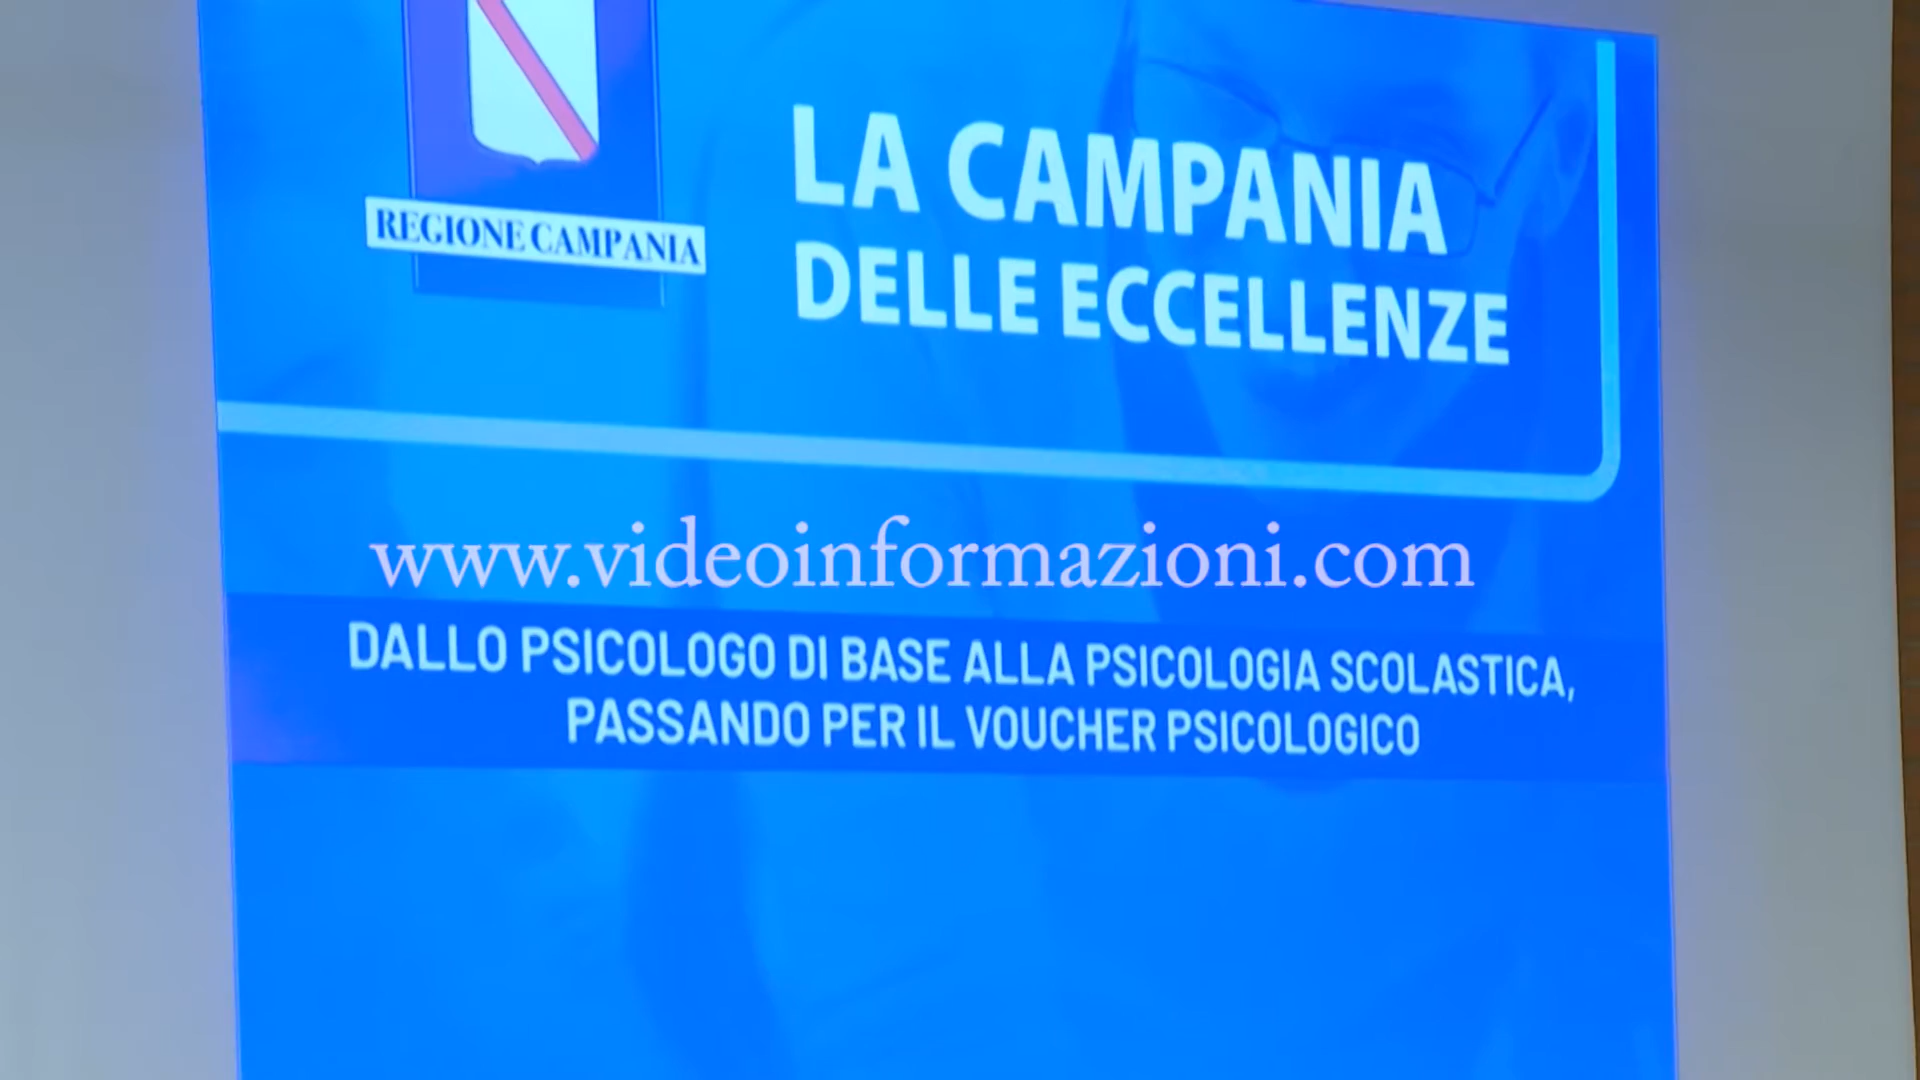 REGIONE CAMPANIA
LA CAMPANIA
DELLE ECCELLENZE
www.videoinformazioni.com
DALLO PSICOLOGO DI BASE ALLA PSICOLOGIA SCOLASTICA,
PASSANDO PER IL VOUCHER PSICOLOGICO